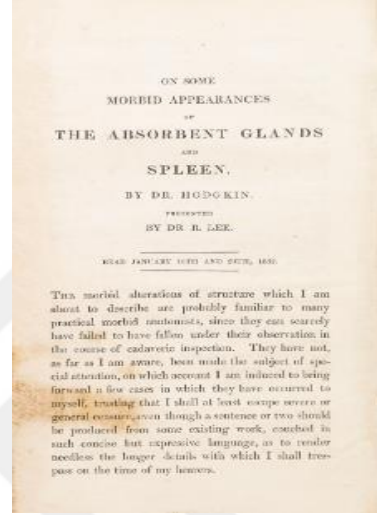 ON SOME
MORBID APPEARANCES
OF
THE ABSORBENT GLANDS
AND
SPLEEN.
BY DR. HODGKIN.
PRESENTED
BY DR R. LEE.
READ JANUARY 10TH AND 24TH, 1832.
THE morbid alterations of structure which I am
about to describe are probably familiar to many
practical morbid anatomists, since they can scarcely
have failed to have fallen under their observation in
the course of cadaveric inspection. They have not,
as far as I am aware, been made the subject of spe-
cial attention, on which account I am induced to bring
forward a few cases in which they have occurred to
myself, trusting that I shall at least escape severe or
general censure, even though a sentence or two should
be produced from some existing work, couched in
such concise but expressive language, as to render
needless the longer details with which I shall tres-
pass on the time of my hearers.